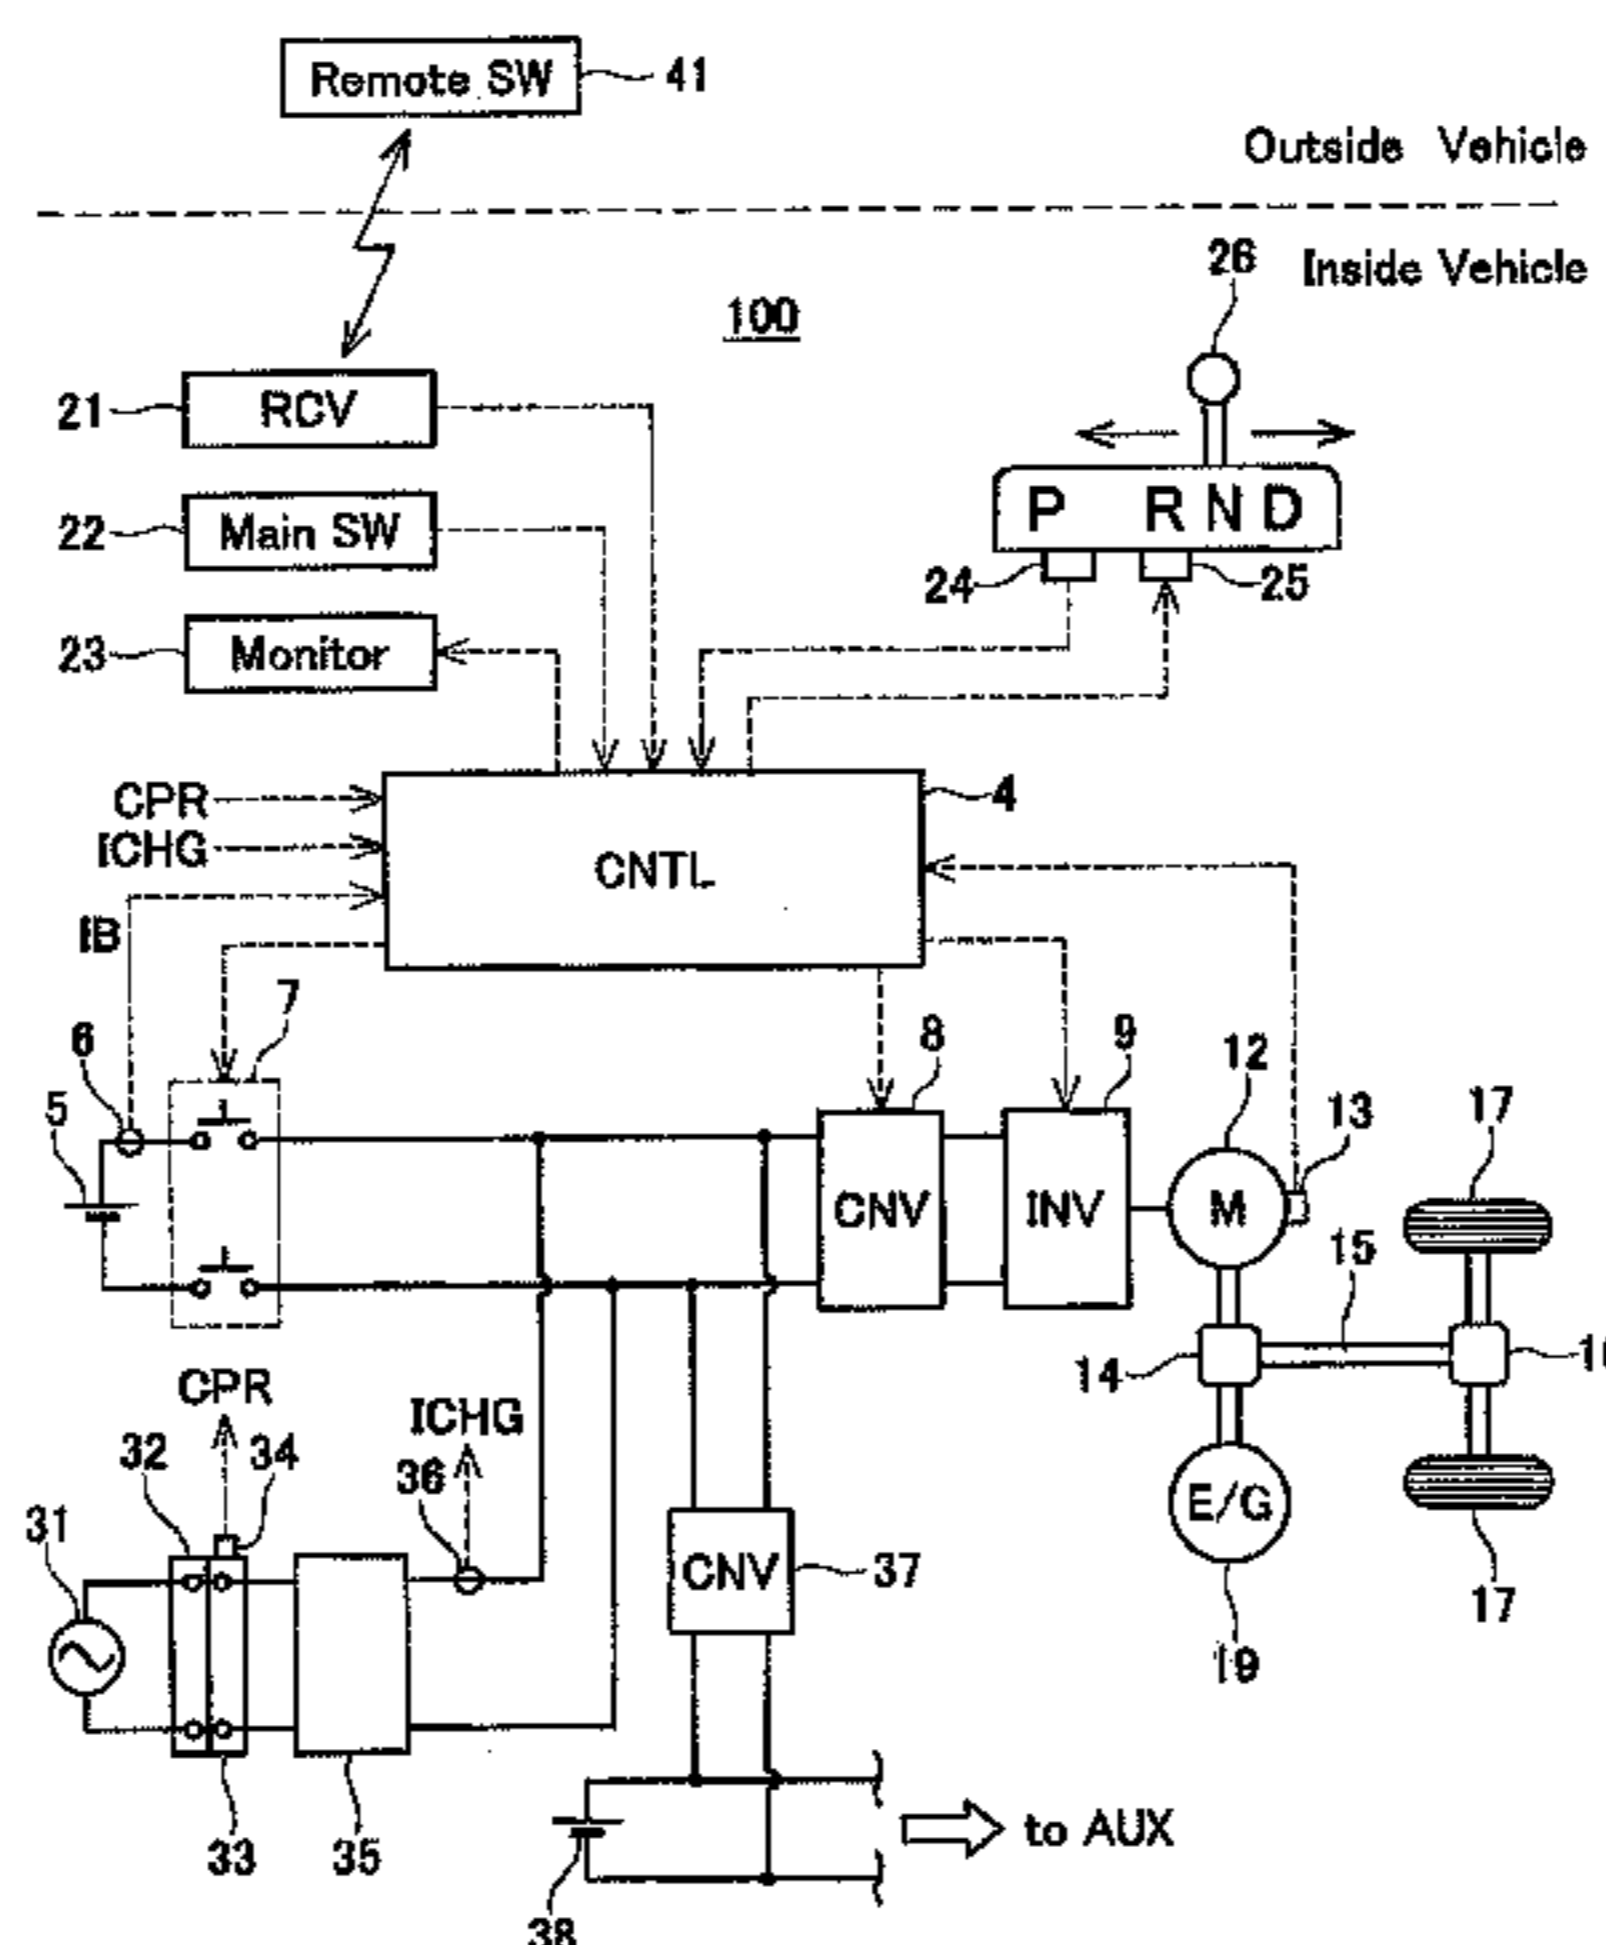 Remote SW 41
Outside Vehicle
26 Inside Vehicle
100
21 RCV
P R N D
22 Main SW
24 25
23 Monitor
CPR 4
ICHG
CNTL
IB
7
6 8 9 12
5 13 17
CNV INV M
15
14
CPR
ICHG
32 34 36
31 E/G
CNV 37
17
19
33 35
to AUX
38